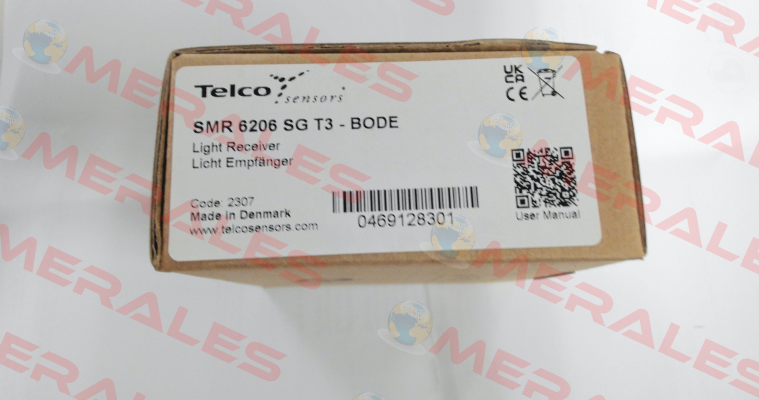 Telco sensors
UK CA
CE
SMR 6206 SG T3 - BODE
Light Receiver
Licht Empfänger
Code: 2307
Made in Denmark
www.telcosensors.com
0469128301
User Manual
MERALES
MERALES
MERALES
MERALES
MERALES
MERALES